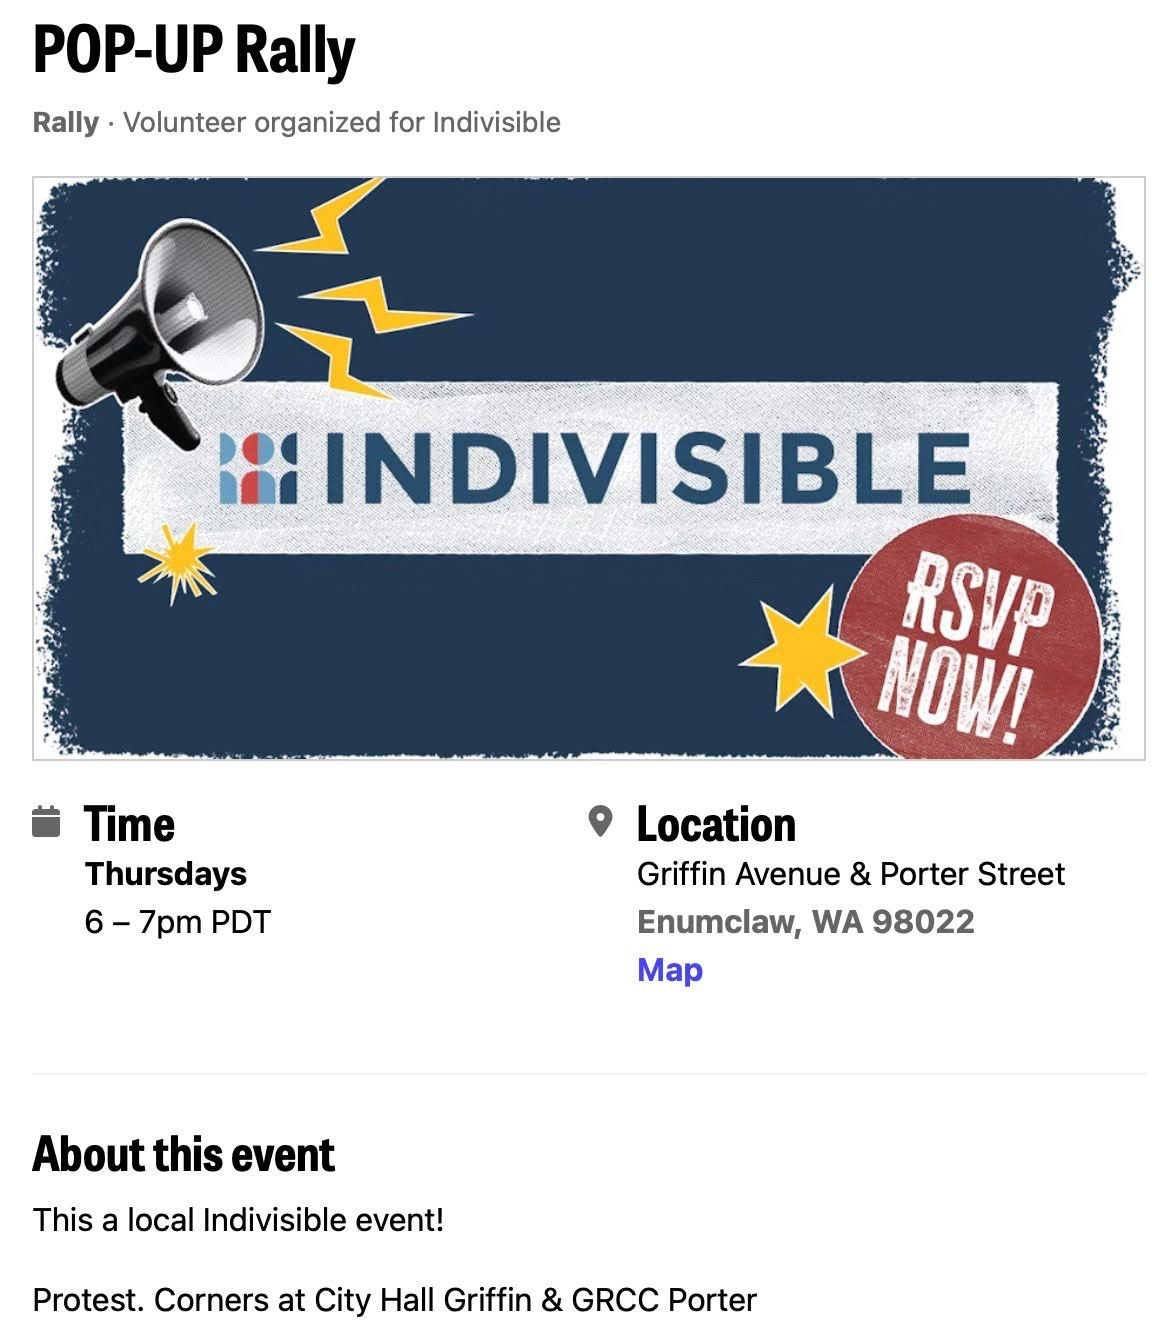 POP-UP Rally
Rally · Volunteer organized for Indivisible
INDIVISIBLE
RSVP
NOW!
Time
Thursdays
6 – 7pm PDT
Location
Griffin Avenue & Porter Street
Enumclaw, WA 98022
Map
About this event
This a local Indivisible event!
Protest. Corners at City Hall Griffin & GRCC Porter